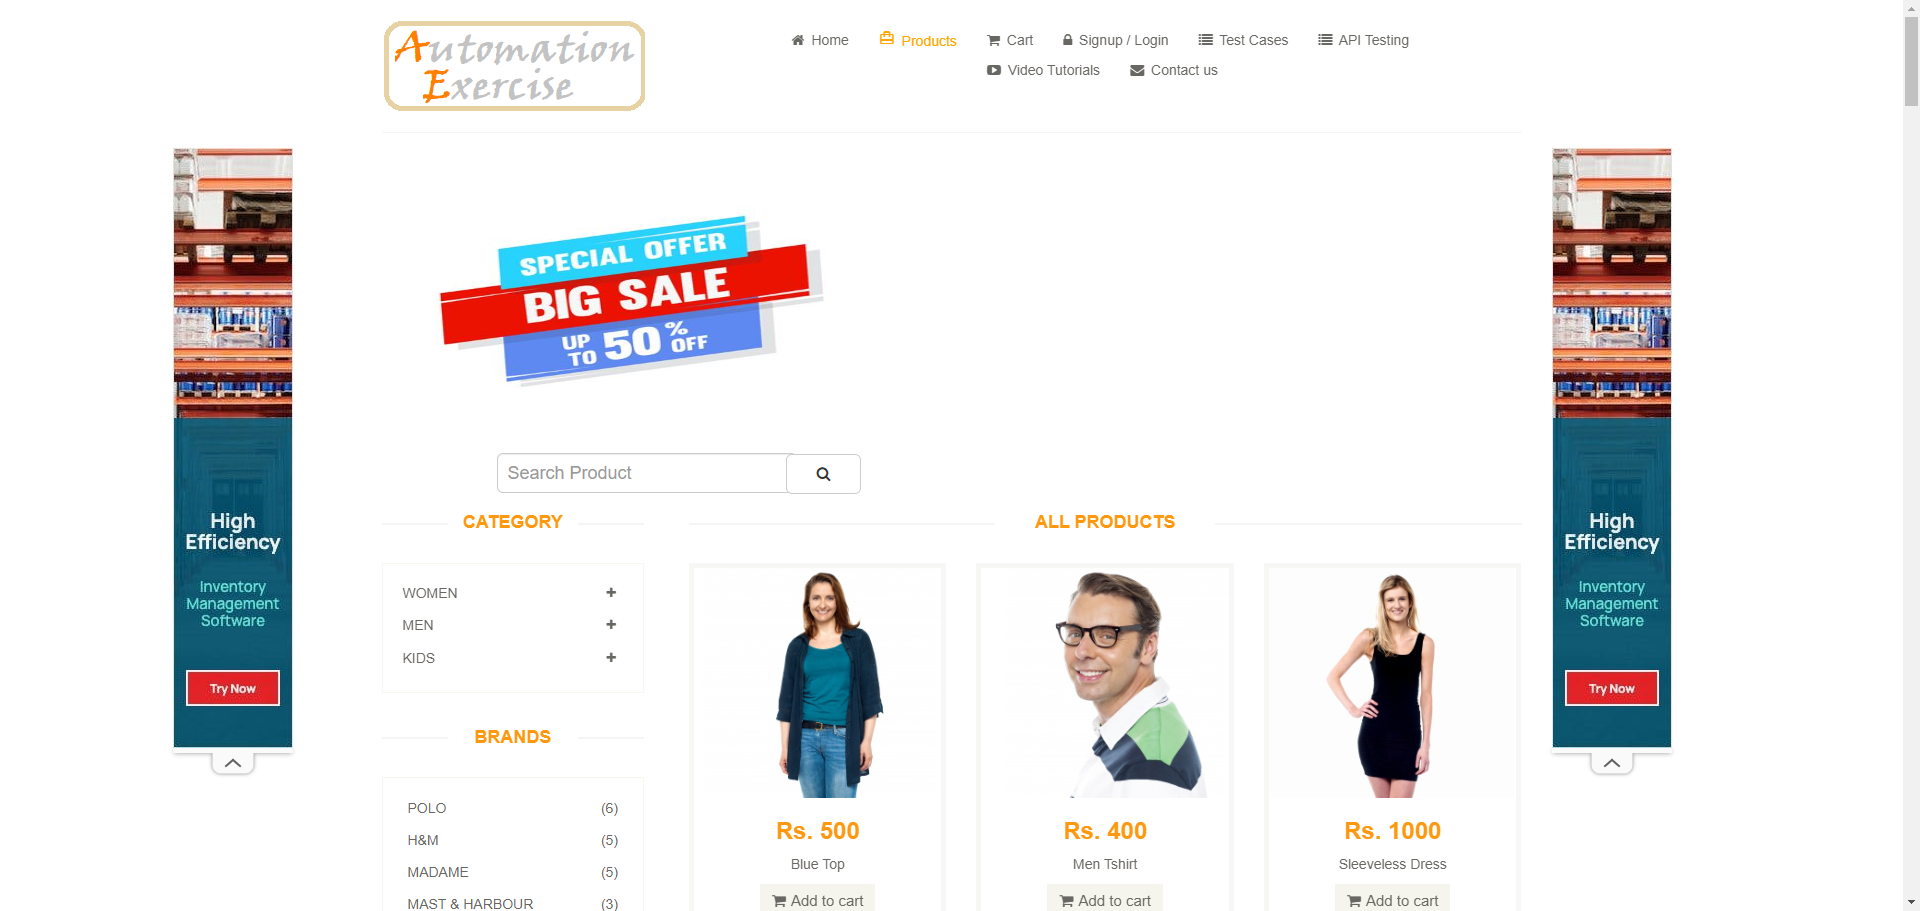 Automation
Exercise
Home
Products
Cart
Signup / Login
Test Cases
API Testing
Video Tutorials
Contact us
SPECIAL OFFER
BIG SALE
UP TO 50% OFF
Search Product
High
Efficiency
Inventory
Management
Software
Try Now
CATEGORY
WOMEN
MEN
KIDS
BRANDS
POLO (6)
H&M (5)
MADAME (5)
MAST & HARBOUR (3)
ALL PRODUCTS
Rs. 500
Blue Top
Add to cart
Rs. 400
Men Tshirt
Add to cart
Rs. 1000
Sleeveless Dress
Add to cart
High
Efficiency
Inventory
Management
Software
Try Now